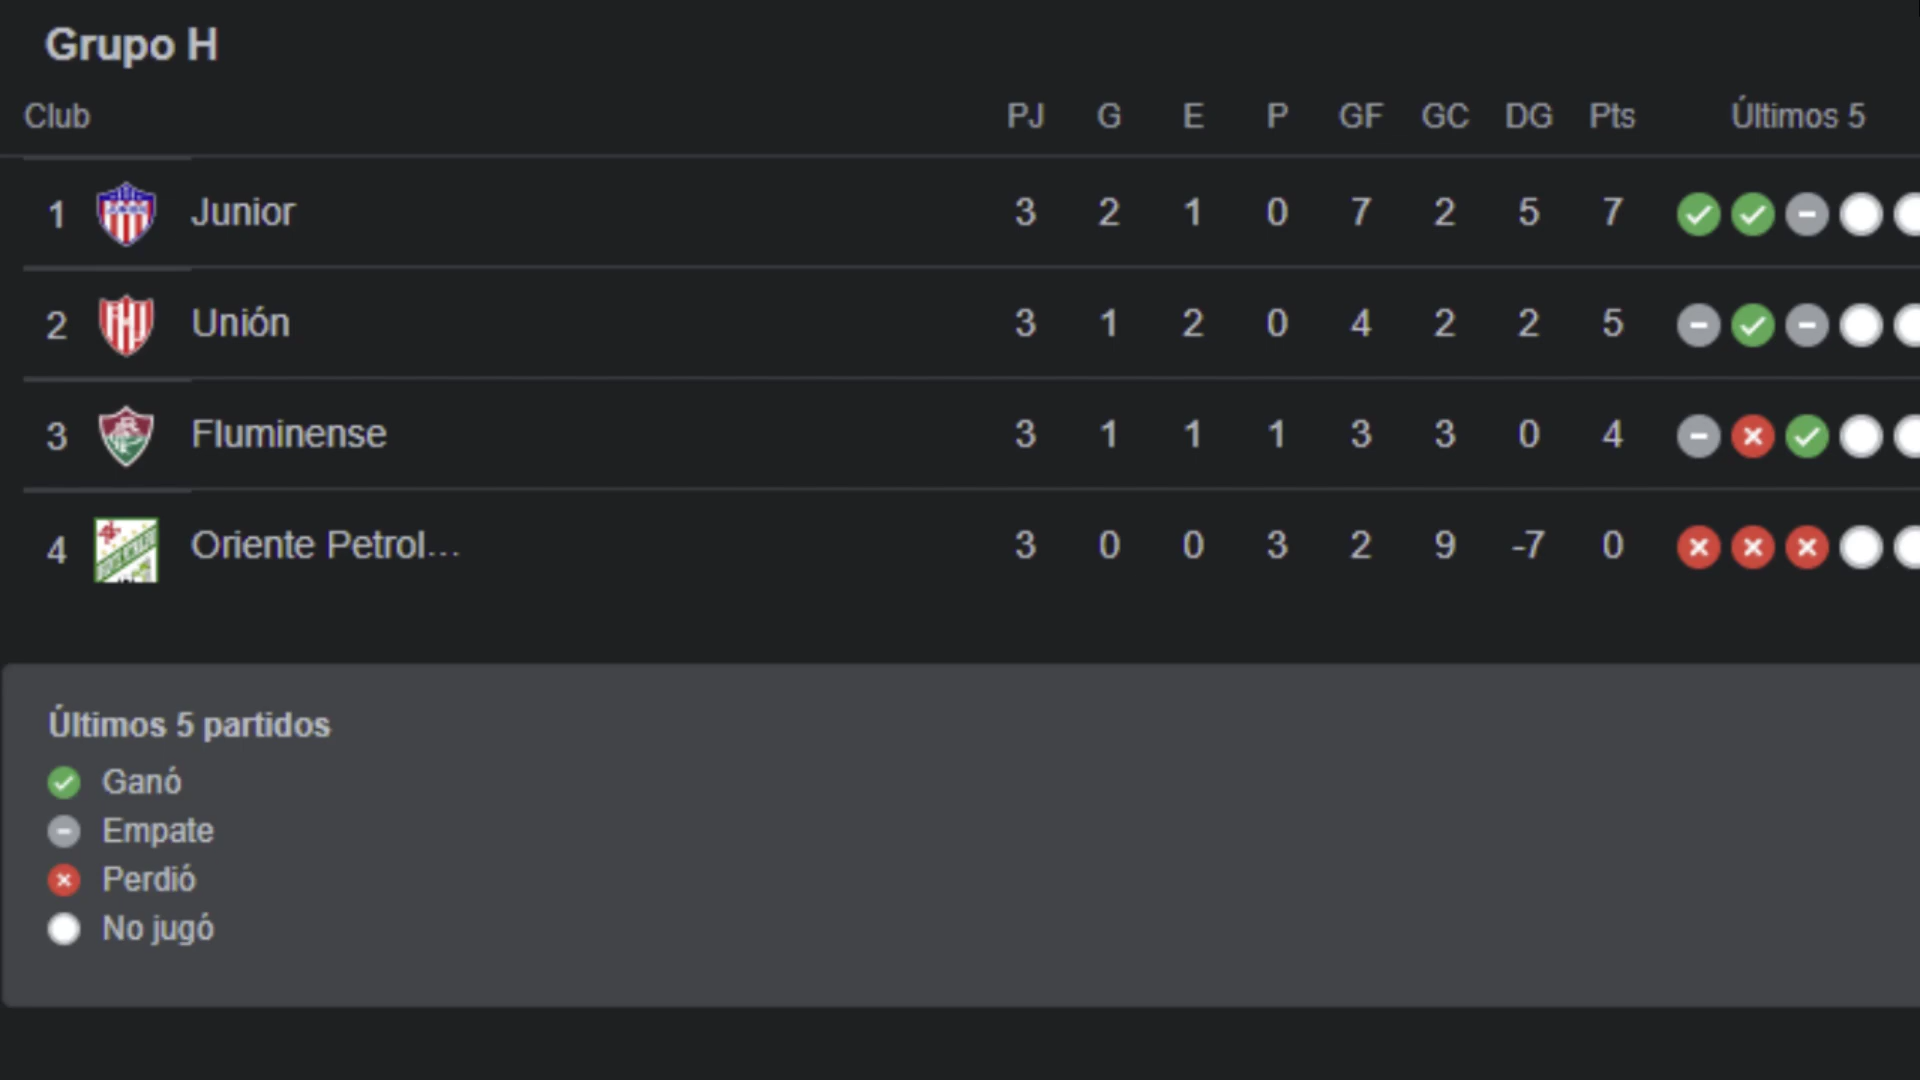 Grupo H
Club PJ G E P GF GC DG Pts Últimos 5
1 Junior 3 2 1 0 7 2 5 7
2 Unión 3 1 2 0 4 2 2 5
3 Fluminense 3 1 1 1 3 3 0 4
4 Oriente Petrol... 3 0 0 3 2 9 -7 0
Últimos 5 partidos
Ganó
Empate
Perdió
No jugó